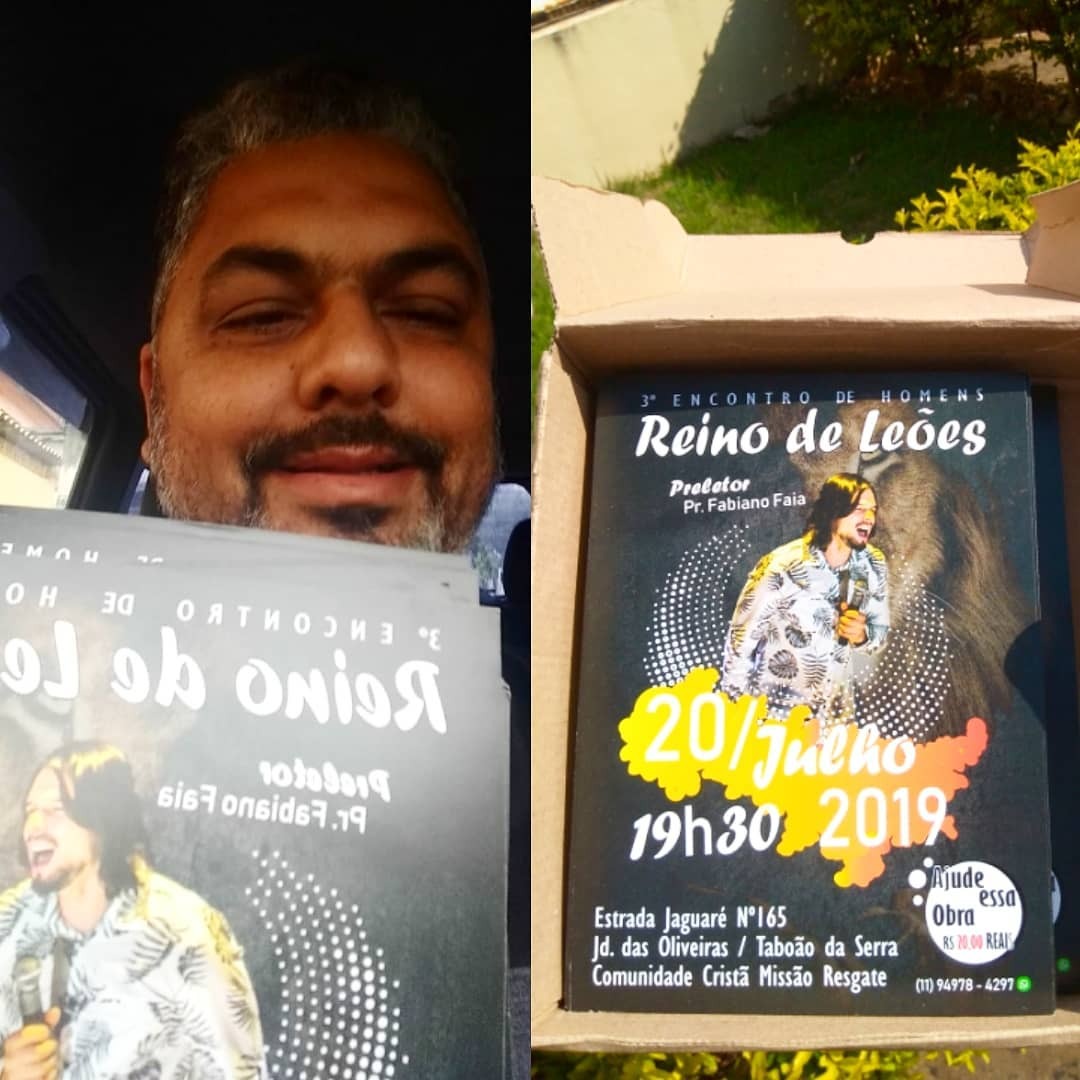 DE HOME
3º ENCONTRO DE HO
Reino de Le
Preletor
Pr. Fabiano Faia
3º ENCONTRO DE HOMENS
Reino de Leões
Preletor
Pr. Fabiano Faia
20/Julho
19h30 2019
Ajude
essa
Obra
R$ 20,00 REAIS
Estrada Jaguaré Nº165
Jd. das Oliveiras / Taboão da Serra
Comunidade Cristã Missão Resgate
(11) 94978-4297